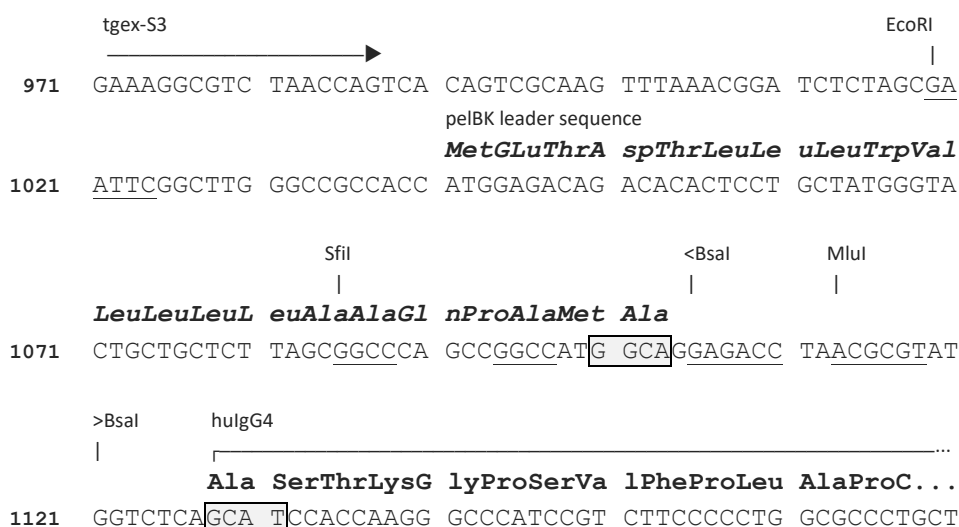 tgex-S3 EcoRI
971 GAAAGGCGTC TAACCAGTCA CAGTCGCAAG TTTAAACGGA TCTCTAGCGA
pelBK leader sequence
MetGLuThrA spThrLeuLe uLeuTrpVal
1021 ATTCGGCTTG GGCCGCCACC ATGGAGACAG ACACACTCCT GCTATGGGTA
SfiI <BsaI MluI
LeuLeuLeuL euAlaAlaGl nProAlaMet Ala
1071 CTGCTGCTCT TAGCGGCCCA GCCGGCCATG GCAGGAGACC TAACGCGTAT
>BsaI huIgG4
Ala SerThrLysG lyProSerVa lPheProLeu AlaProC...
1121 GGTCTCAGCA TCCACCAAGG GCCCATCCGT CTTCCCCCTG GCGCCCTGCT